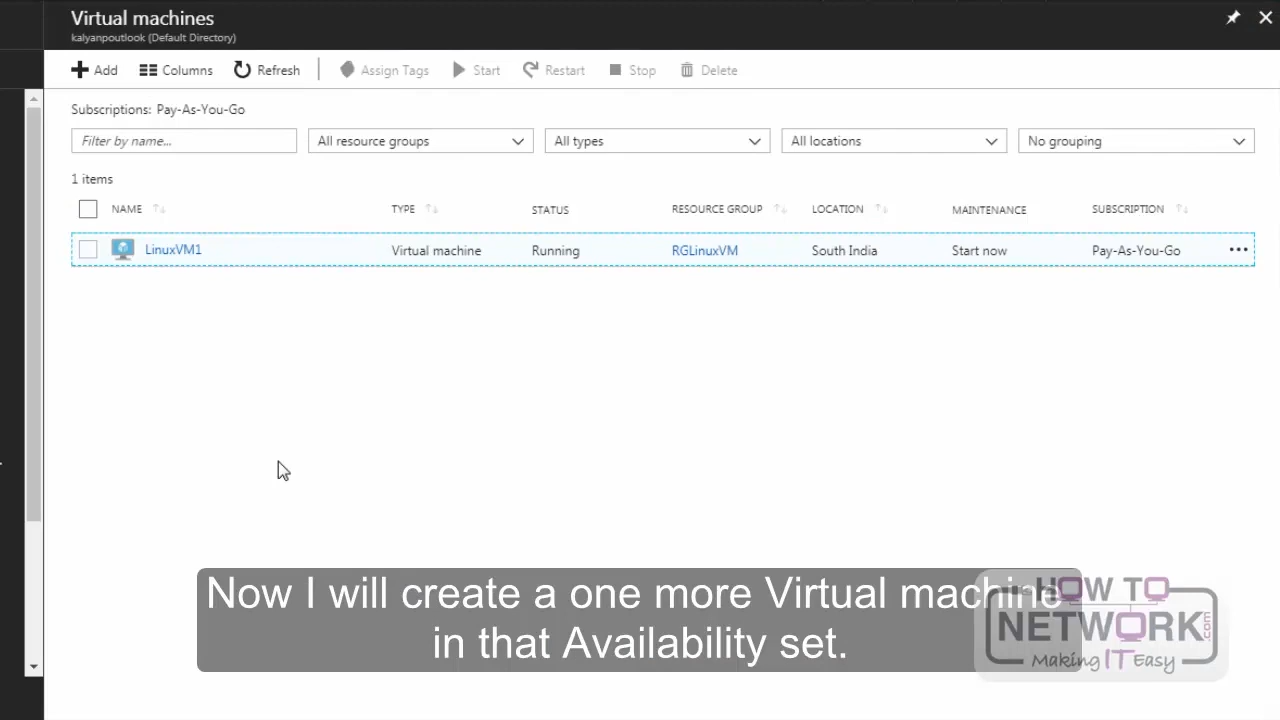 Virtual machines
kalyanpoutlook (Default Directory)
Add Columns Refresh Assign Tags Start Restart Stop Delete
Subscriptions: Pay-As-You-Go
Filter by name... All resource groups All types All locations No grouping
1 items
NAME TYPE STATUS RESOURCE GROUP LOCATION MAINTENANCE SUBSCRIPTION
LinuxVM1 Virtual machine Running RGLinuxVM South India Start now Pay-As-You-Go
Now I will create a one more Virtual machine
in that Availability set.
HOW TO
NETWORK.com
Making IT Easy